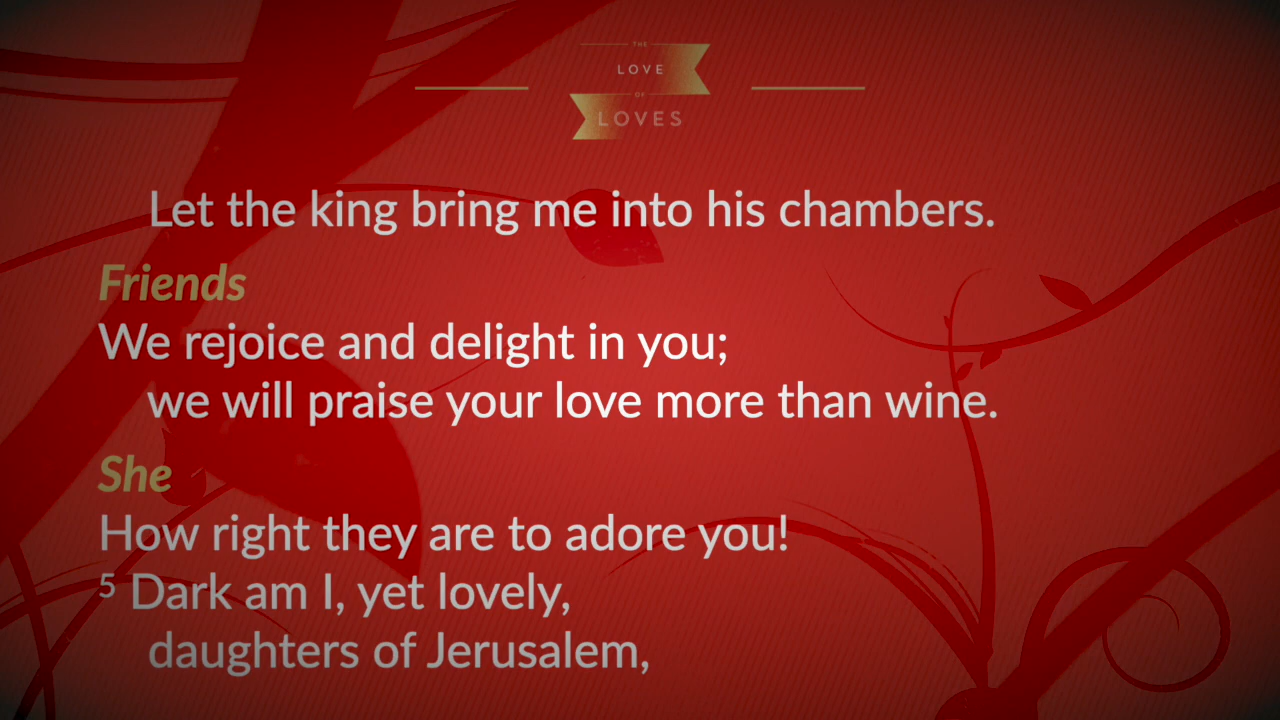 THE
LOVE
OF
LOVES
Let the king bring me into his chambers.
Friends
We rejoice and delight in you;
we will praise your love more than wine.
She
How right they are to adore you!
5 Dark am I, yet lovely,
daughters of Jerusalem,